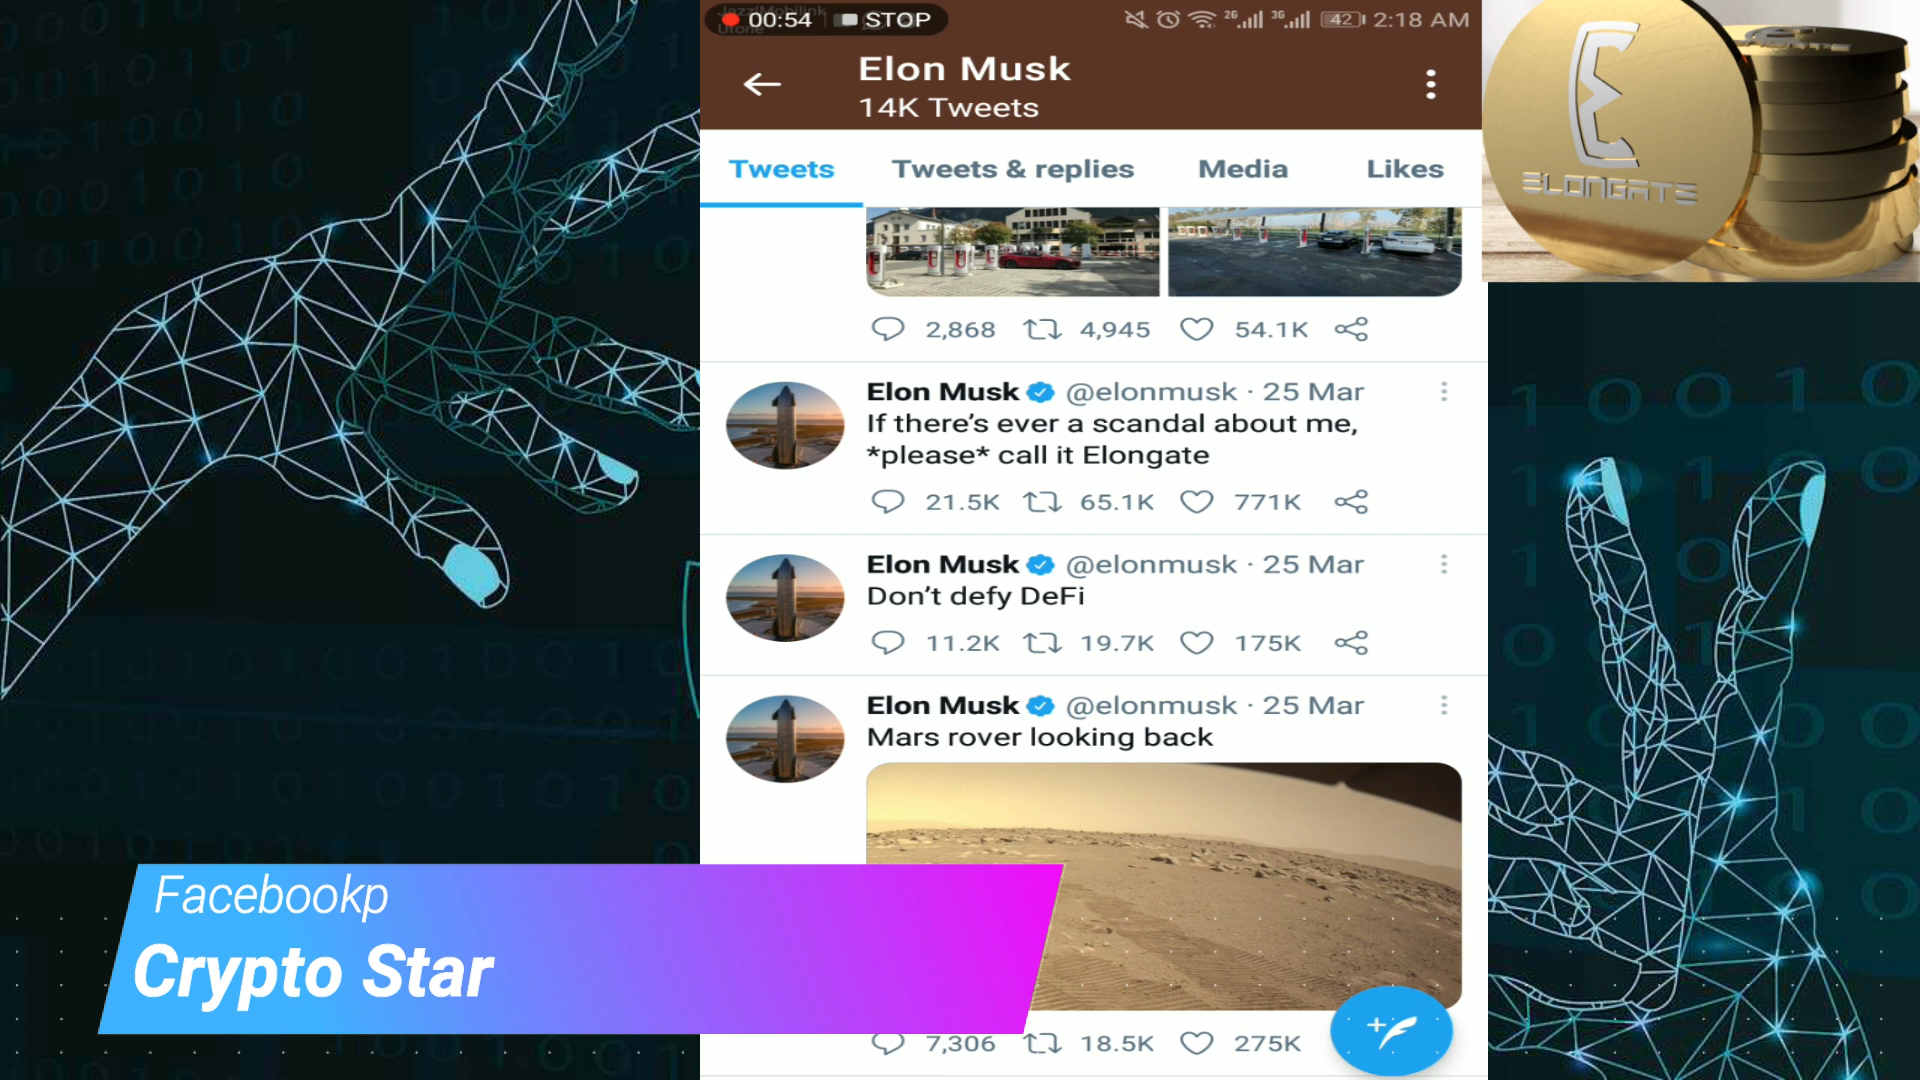 00:54 STOP
2G 3G 42 2:18 AM
Elon Musk
14K Tweets
Tweets Tweets & replies Media Likes
2,868 4,945 54.1K
Elon Musk @elonmusk · 25 Mar
If there’s ever a scandal about me,
*please* call it Elongate
21.5K 65.1K 771K
Elon Musk @elonmusk · 25 Mar
Don’t defy DeFi
11.2K 19.7K 175K
Elon Musk @elonmusk · 25 Mar
Mars rover looking back
7,306 18.5K 275K
ELONGATE
Facebookp
Crypto Star